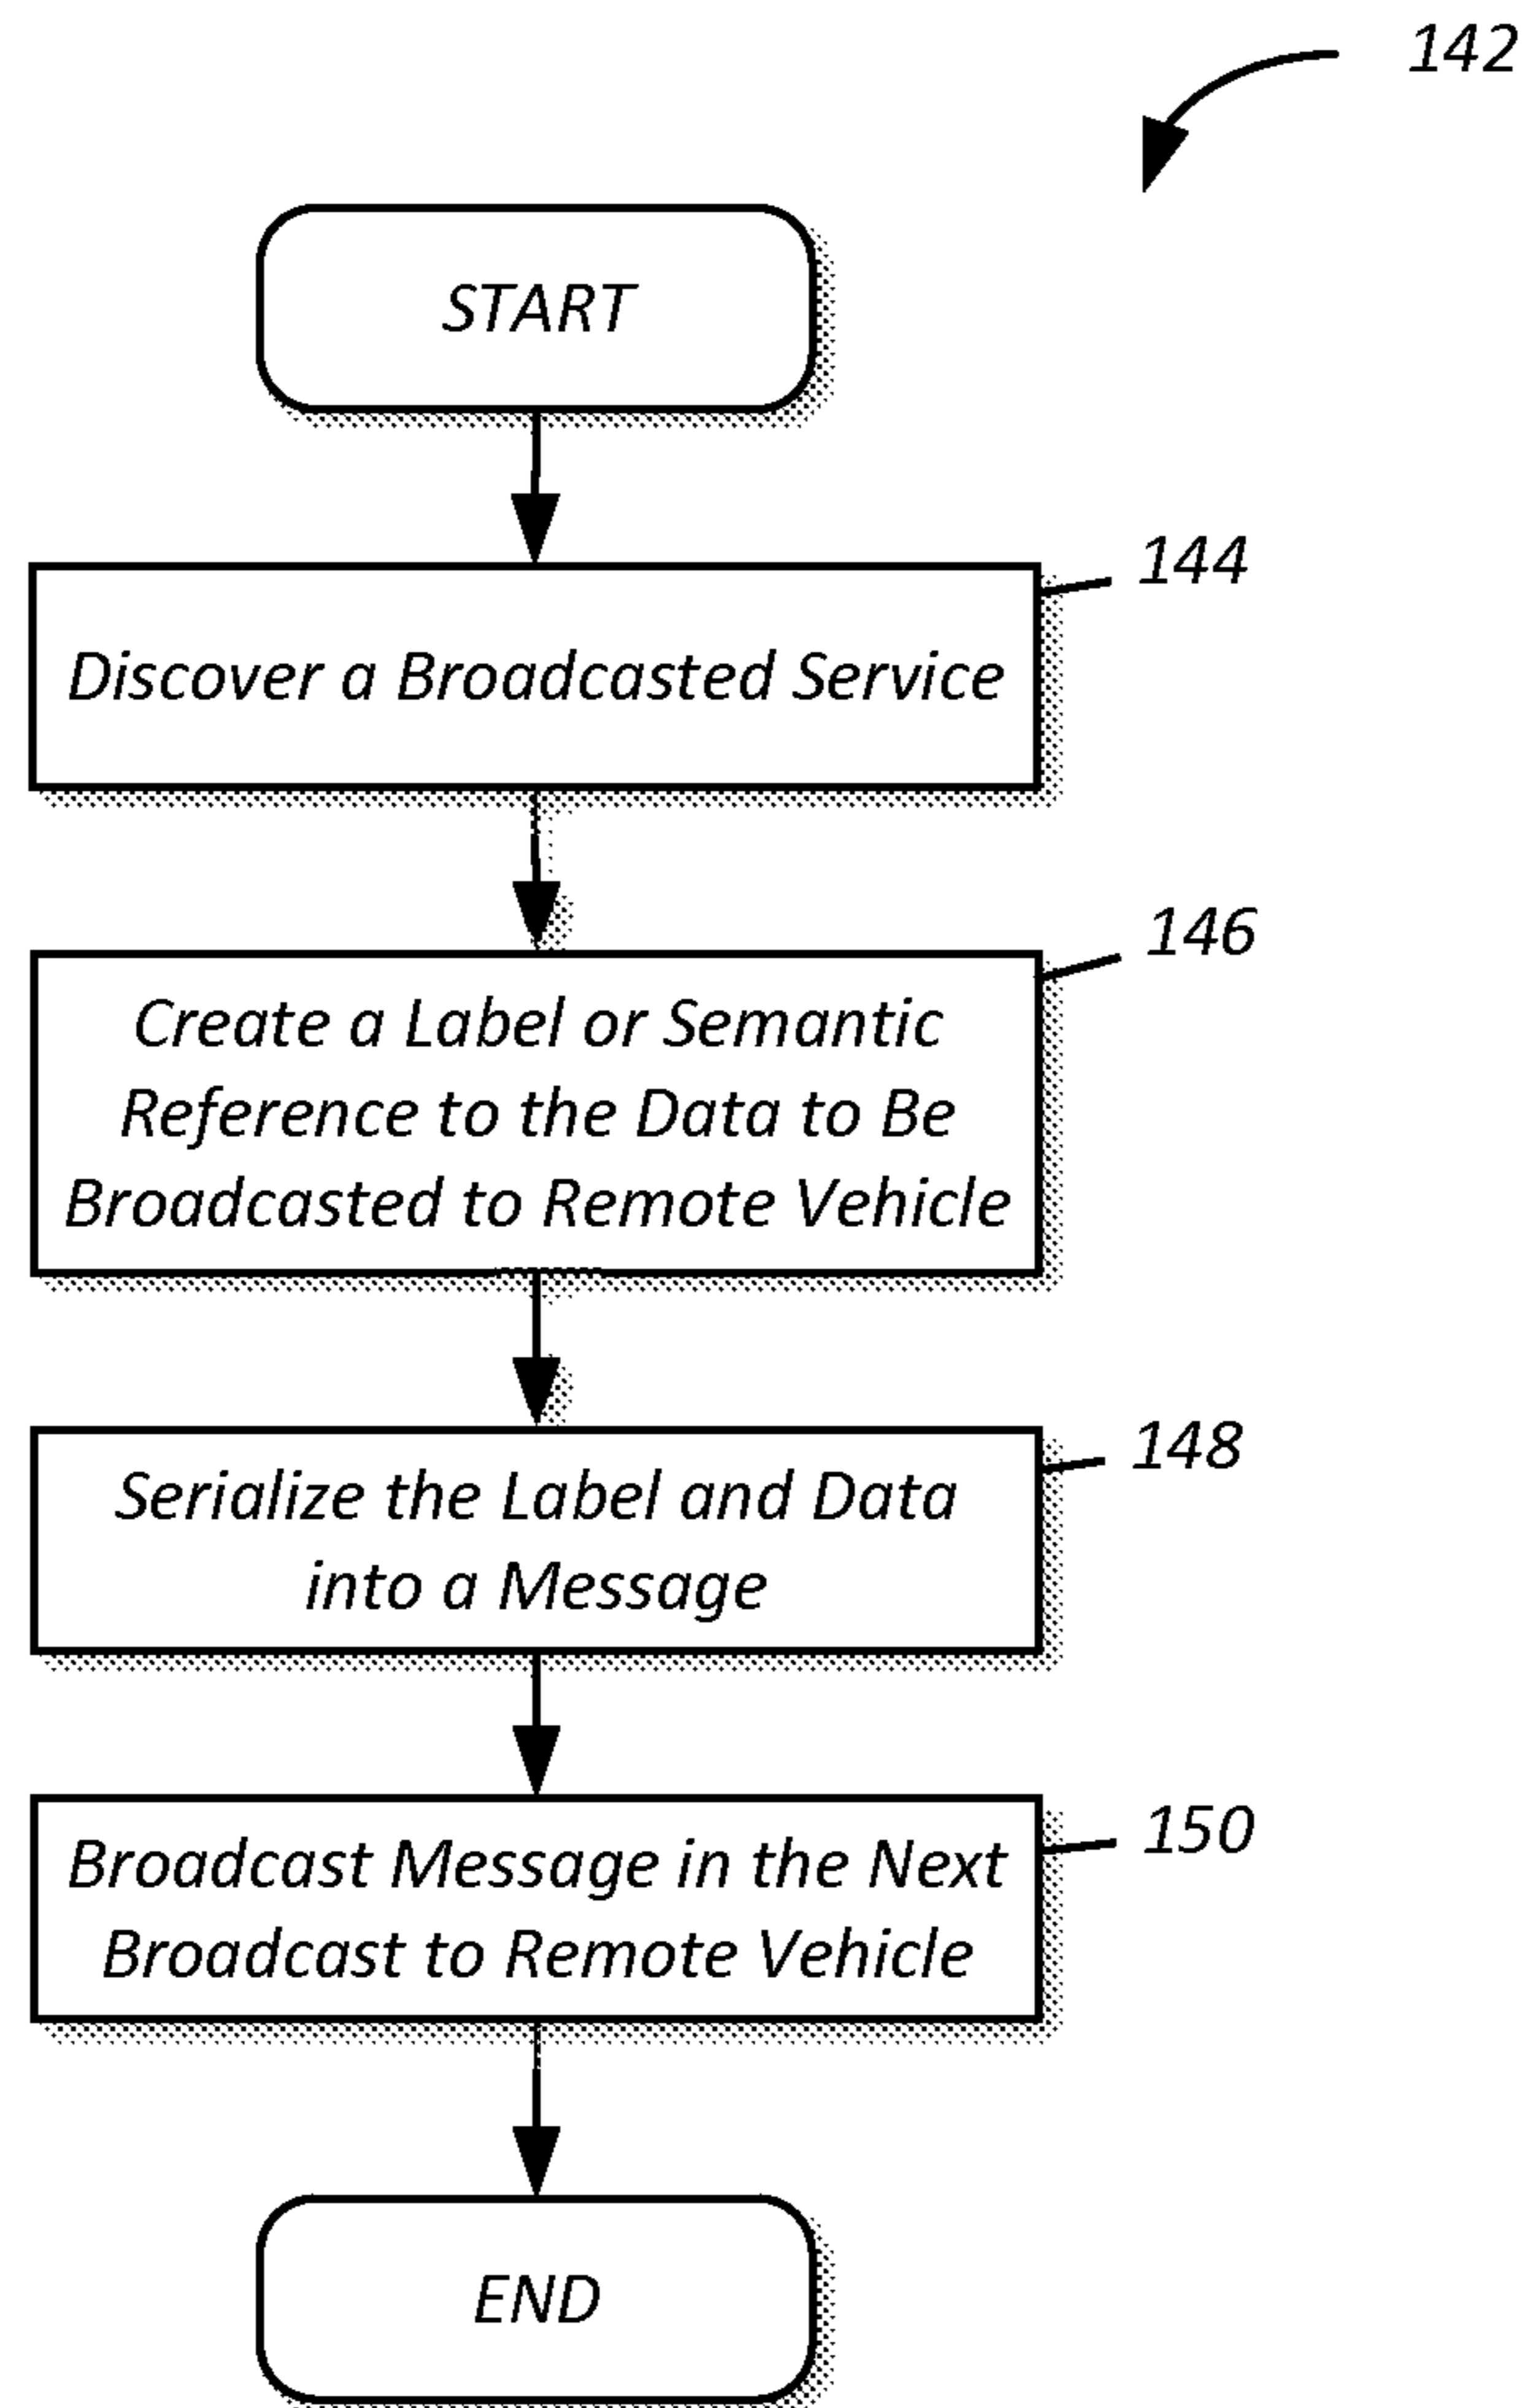 142
START
144
Discover a Broadcasted Service
146
Create a Label or Semantic
Reference to the Data to Be
Broadcasted to Remote Vehicle
148
Serialize the Label and Data
into a Message
150
Broadcast Message in the Next
Broadcast to Remote Vehicle
END